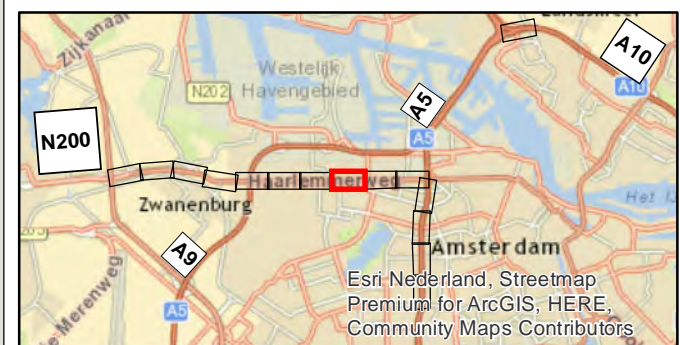 Zijkanaal
A10
Westelijk
N202 Havengebied
A10
A5
A5
N200
Haarlemmerweg
Zwanenburg
Het
Amsterdam
A9
Merenweg
A5
Esri Nederland, Streetmap
Premium for ArcGIS, HERE,
Community Maps Contributors